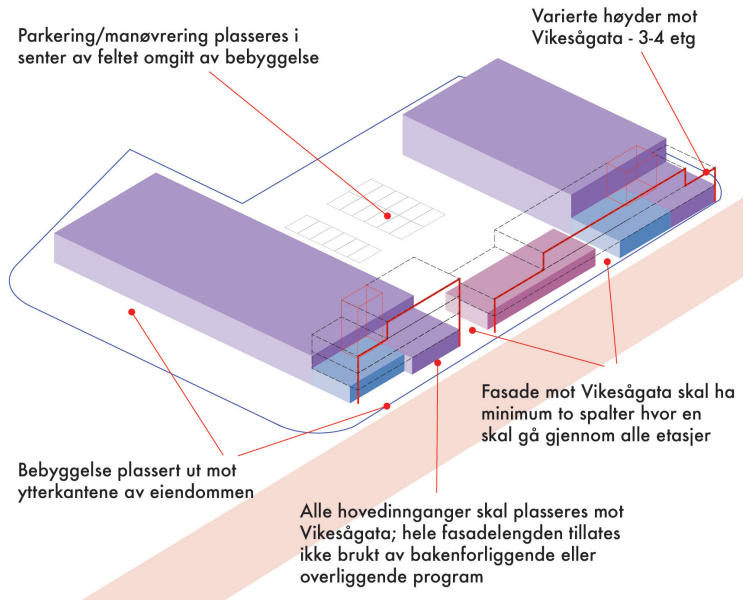 Parkering/manøvrering plasseres i
senter av feltet omgitt av bebyggelse
Varierte høyder mot
Vikesågata - 3-4 etg
Fasade mot Vikesågata skal ha
minimum to spalter hvor en
skal gå gjennom alle etasjer
Bebyggelse plassert ut mot
ytterkantene av eiendommen
Alle hovedinnganger skal plasseres mot
Vikesågata; hele fasadelengden tillates
ikke brukt av bakenforliggende eller
overliggende program